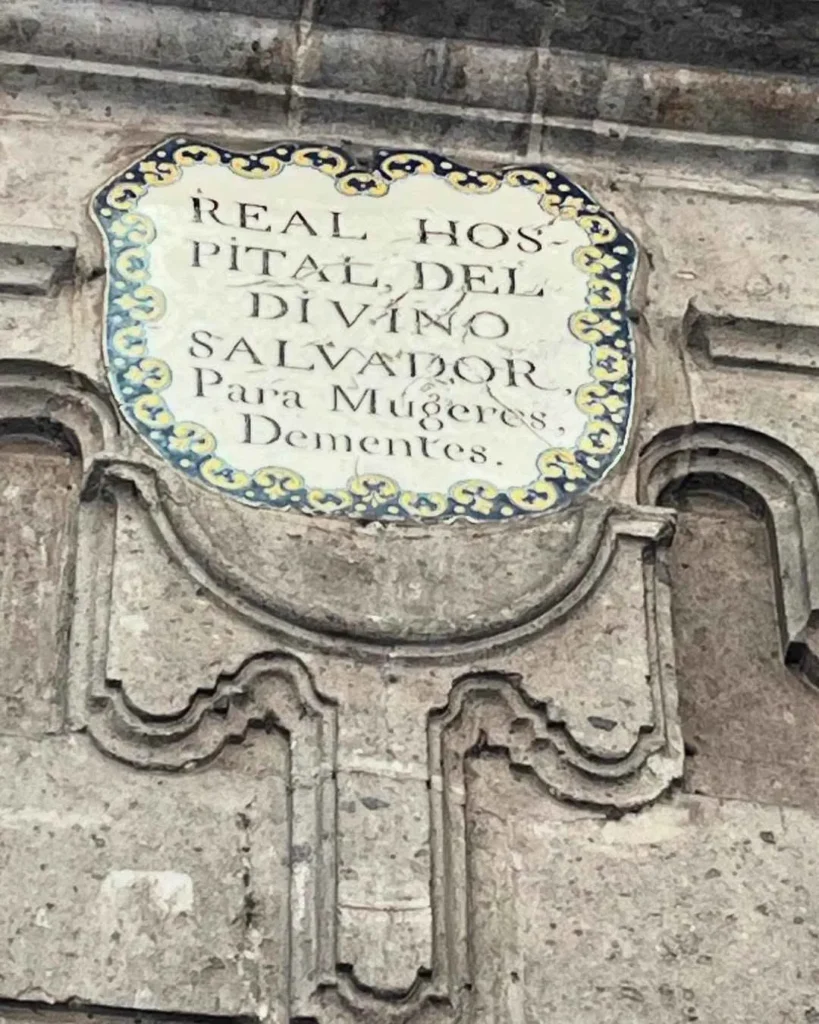 REAL HOS-
PITAL, DEL
DIVINO
SALVADOR,
Para Mugeres,
Dementes.